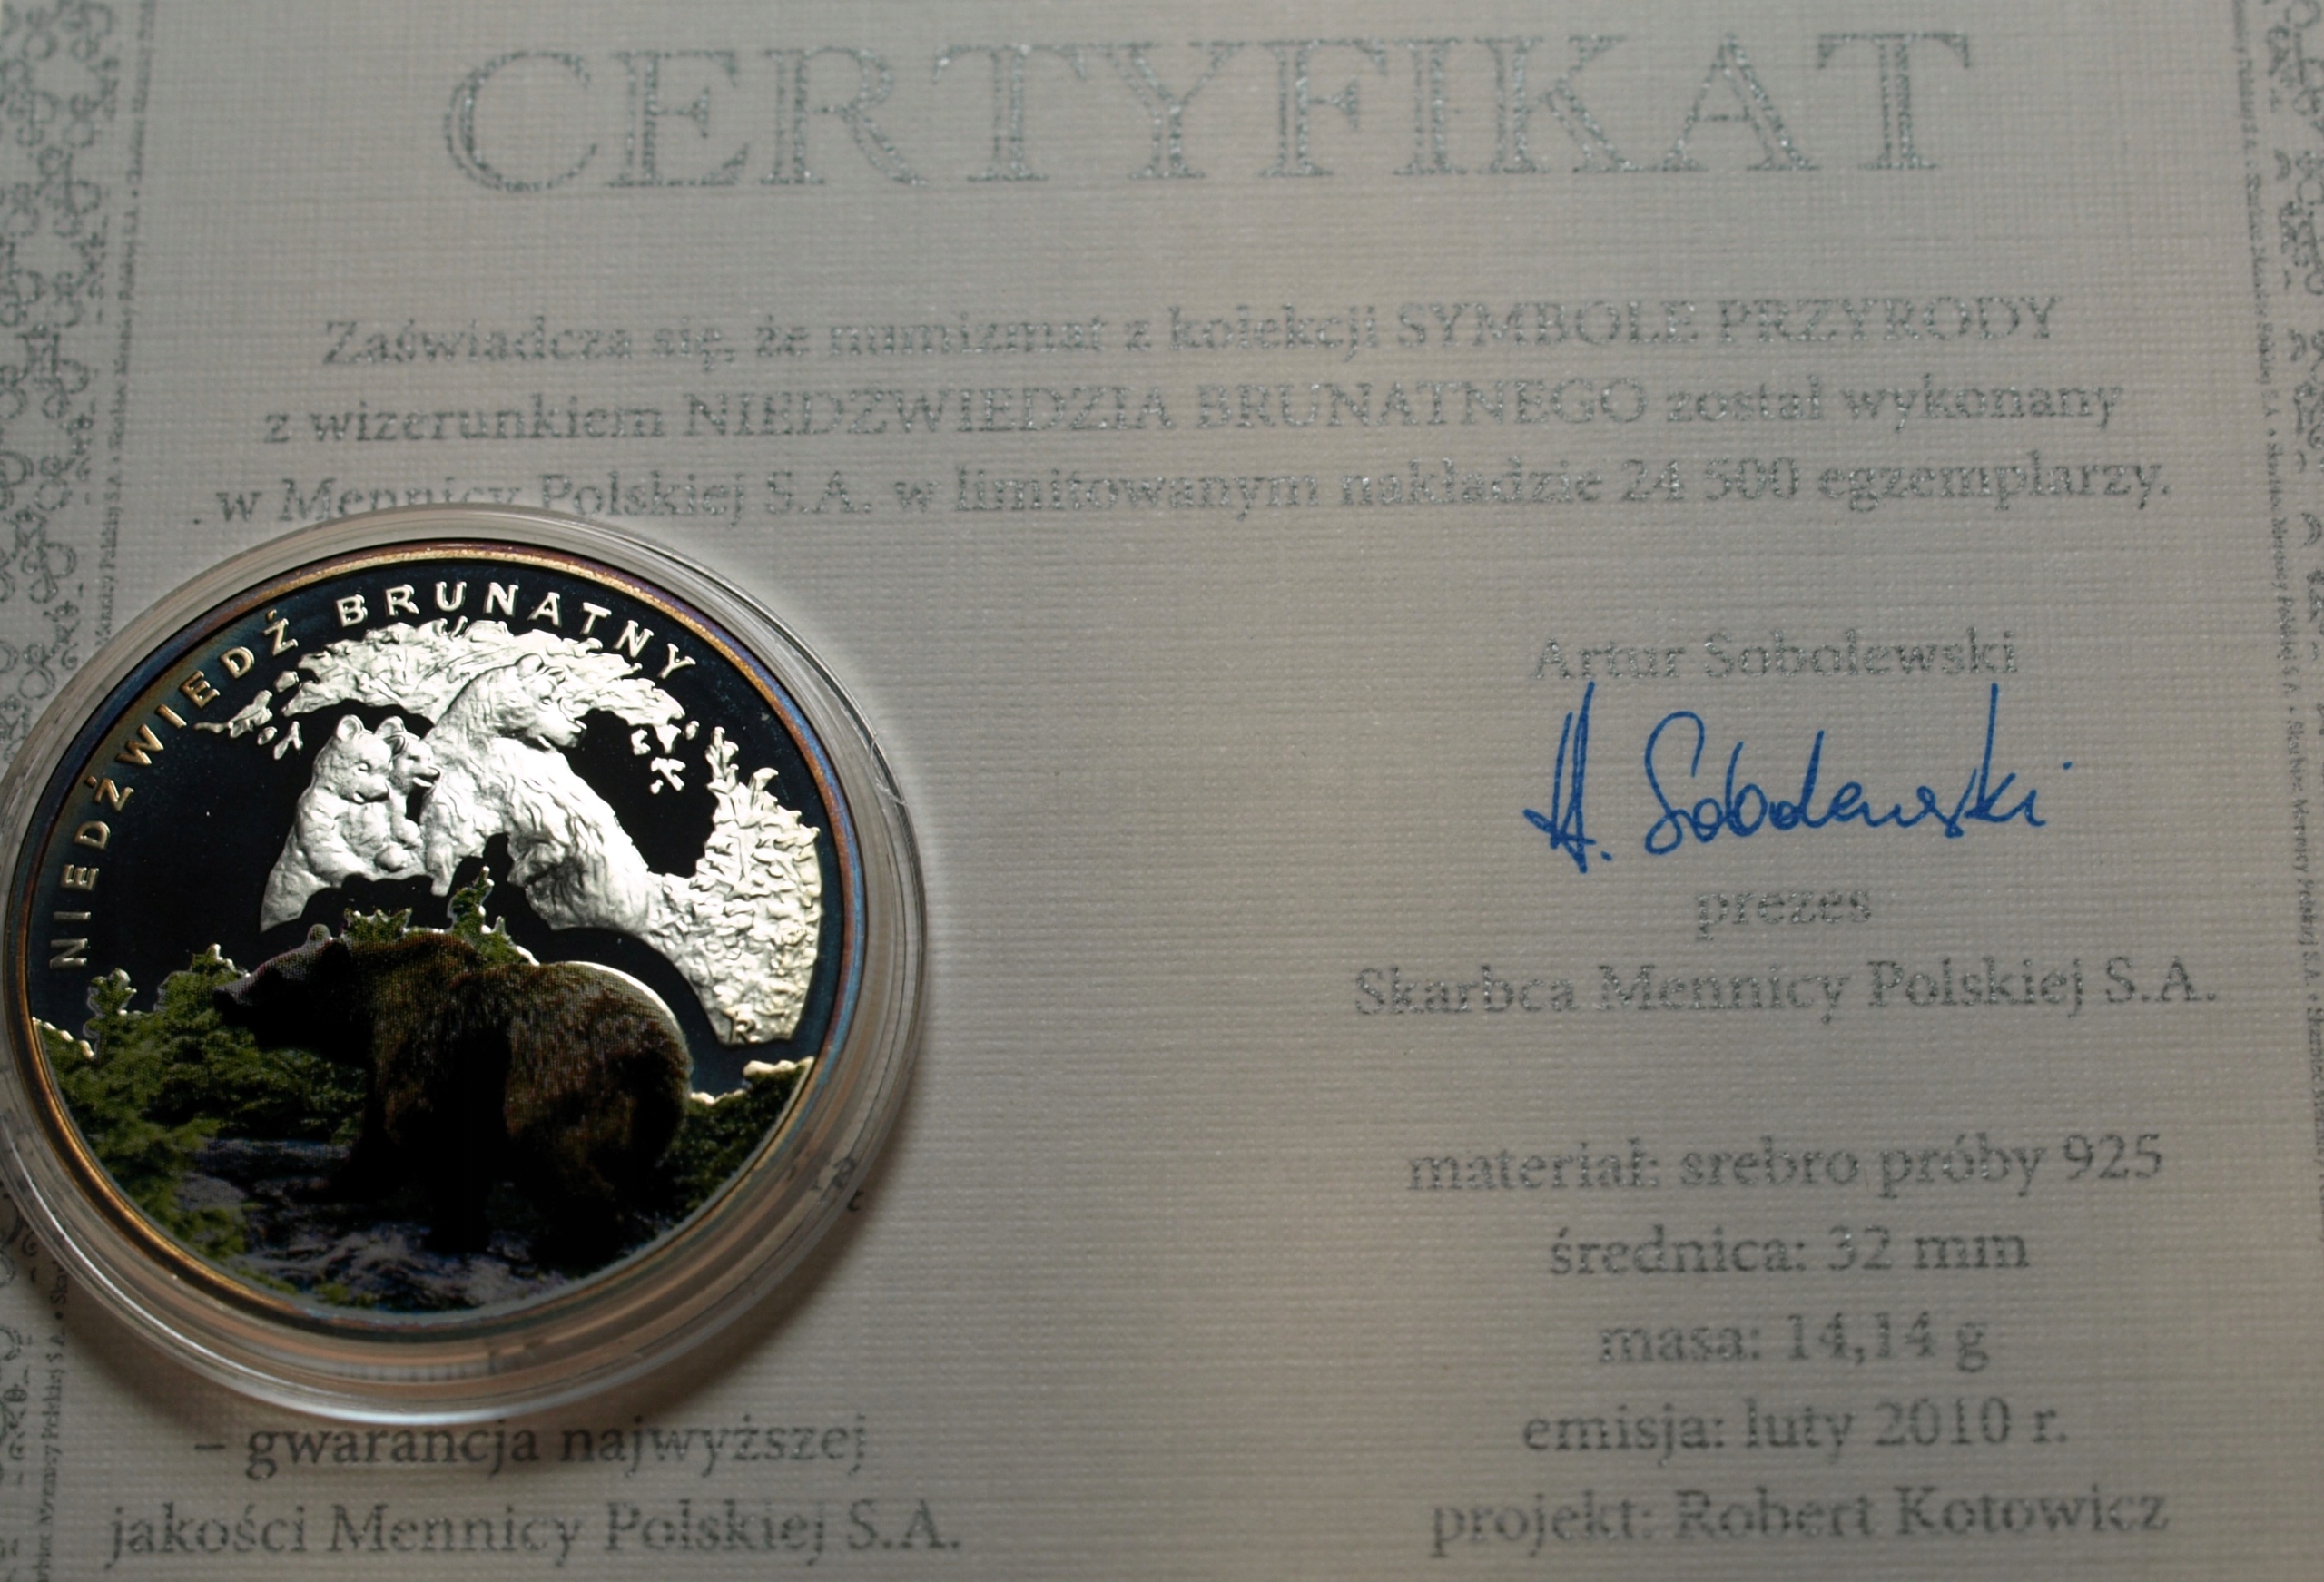 CERTYFIKAT
Zaświadcza się, że numizmat z kolekcji SYMBOLE PRZYRODY
z wizerunkiem NIEDŹWIEDZIA BRUNATNEGO został wykonany
w Mennicy Polskiej S.A. w limitowanym nakładzie 24 500 egzemplarzy.
NIEDŹWIEDŹ BRUNATNY
Artur Sobolewski
A. Sobolewski
prezes
Skarbca Mennicy Polskiej S.A.
materiał: srebro próby 925
średnica: 32 mm
masa: 14,14 g
emisja: luty 2010 r.
projekt: Robert Kotowicz
– gwarancja najwyższej
jakości Mennicy Polskiej S.A.